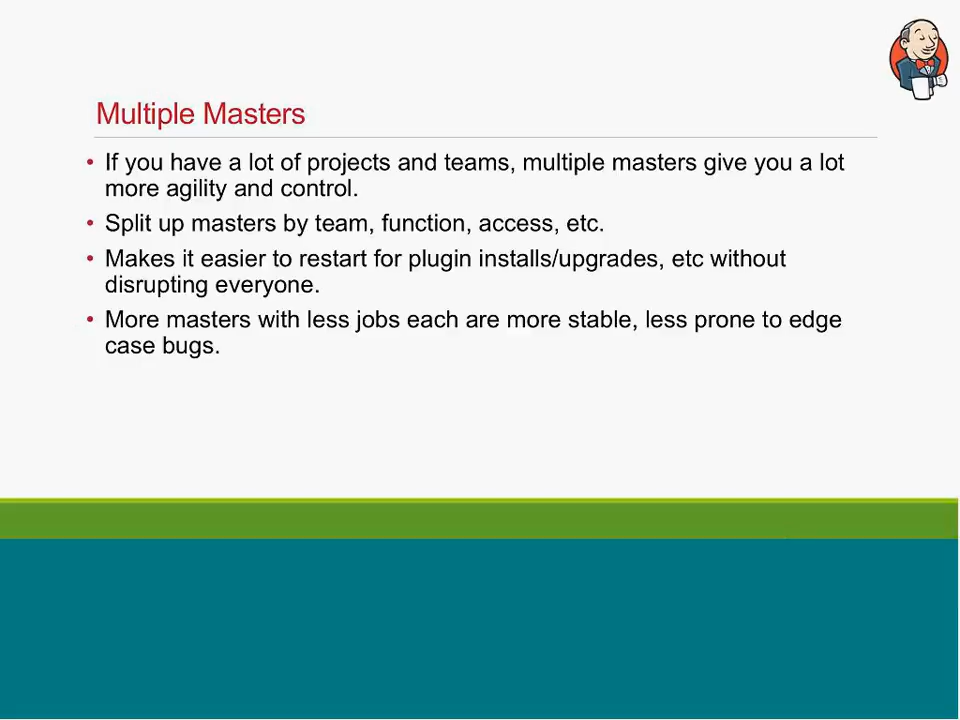 Multiple Masters
• If you have a lot of projects and teams, multiple masters give you a lot
more agility and control.
• Split up masters by team, function, access, etc.
• Makes it easier to restart for plugin installs/upgrades, etc without
disrupting everyone.
• More masters with less jobs each are more stable, less prone to edge
case bugs.